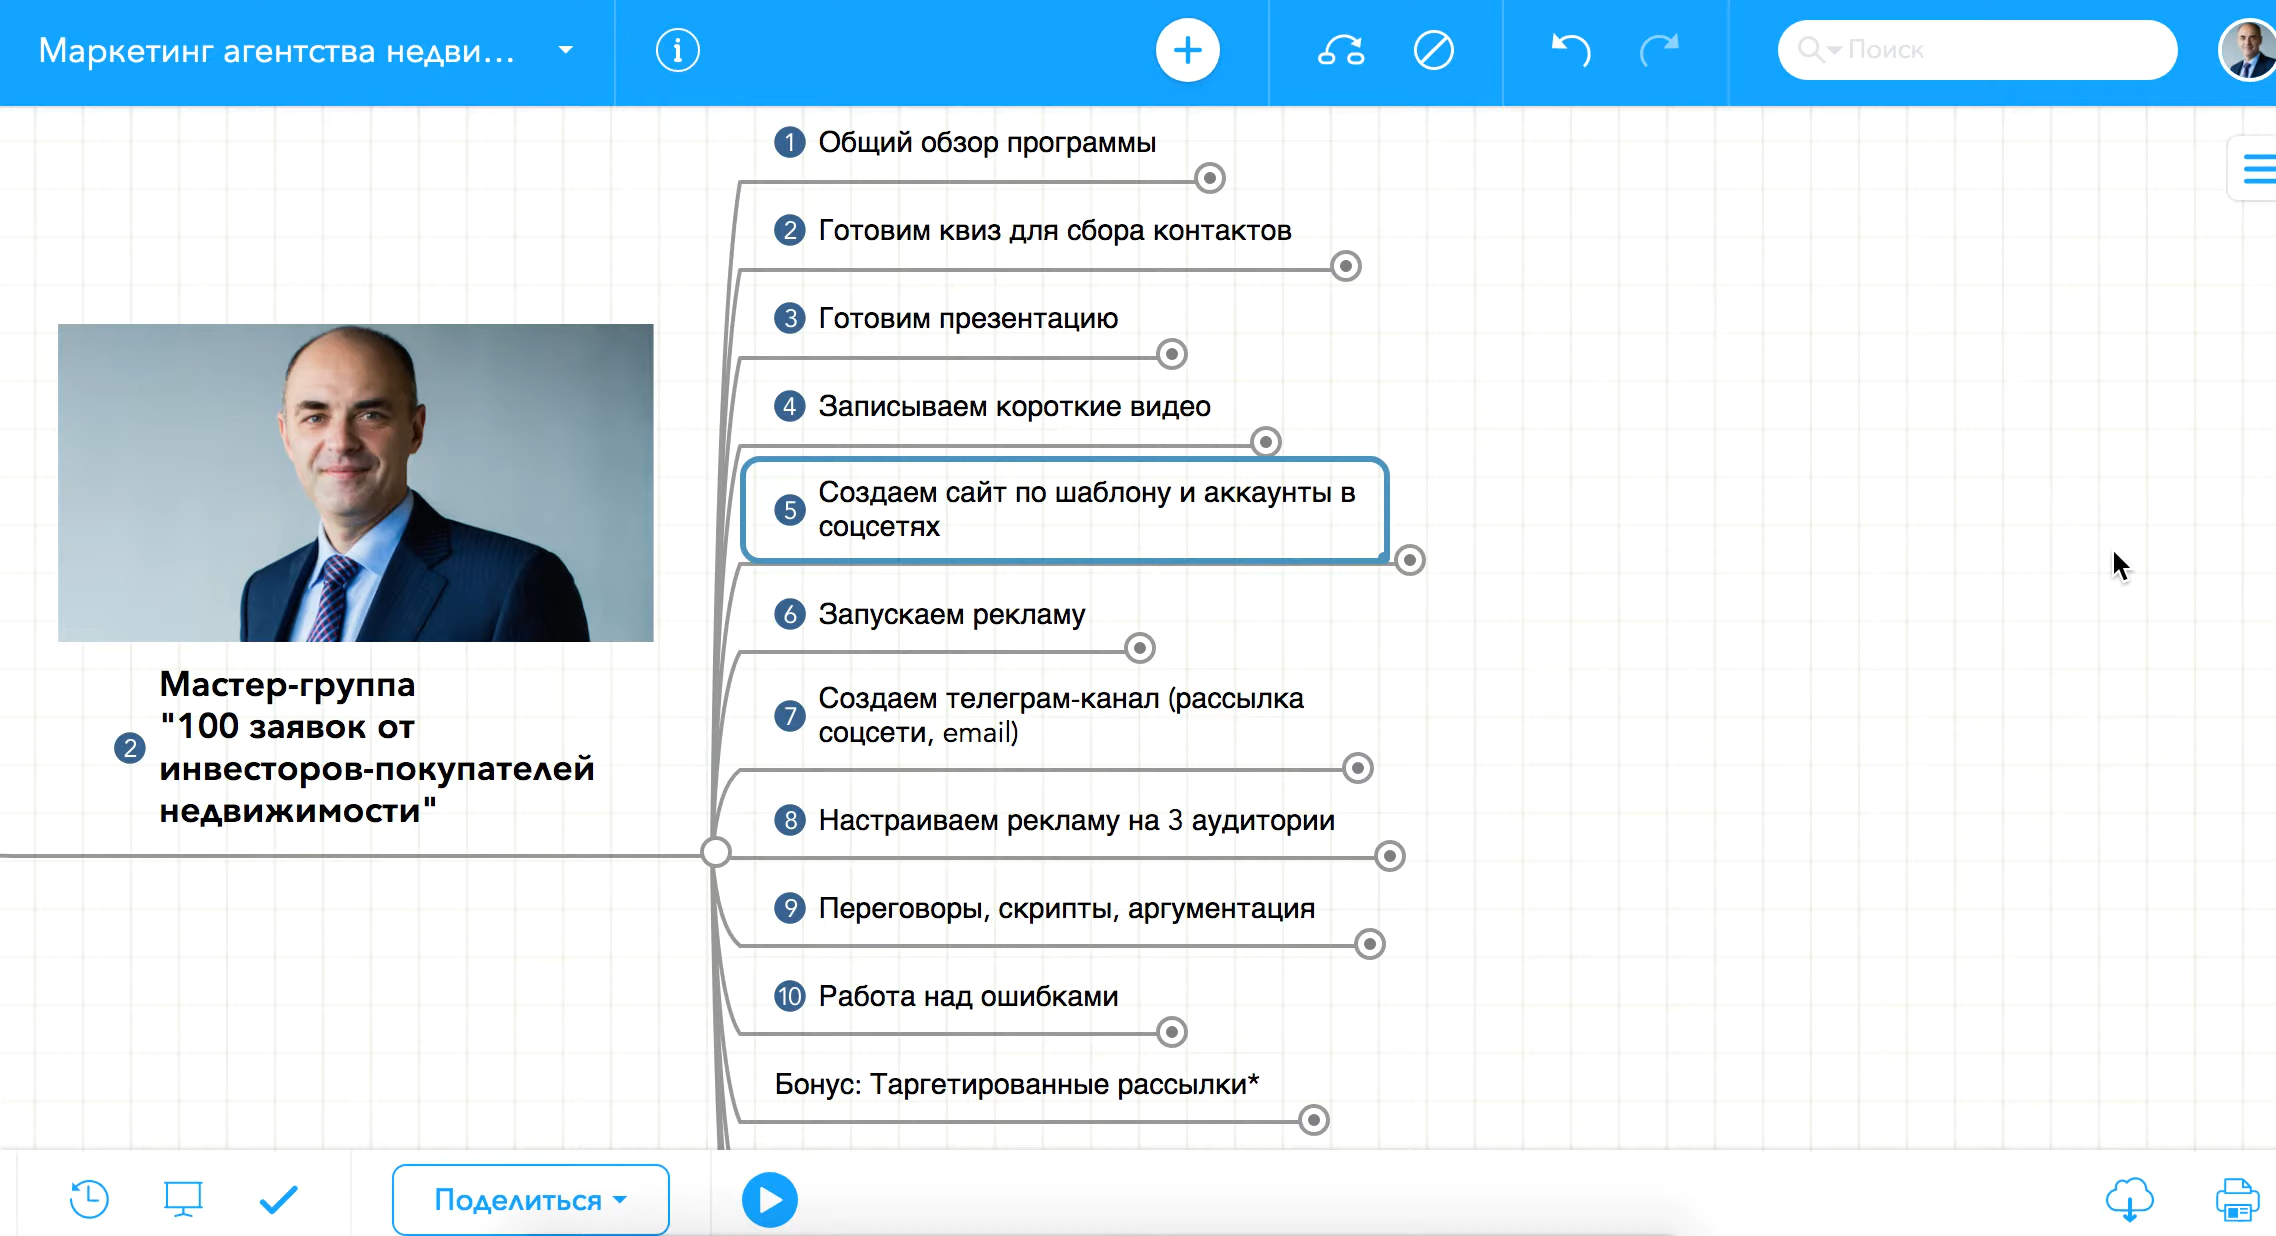 Маркетинг агентства недви...
Поиск
1 Общий обзор программы
2 Готовим квиз для сбора контактов
3 Готовим презентацию
4 Записываем короткие видео
5 Создаем сайт по шаблону и аккаунты в
соцсетях
6 Запускаем рекламу
7 Создаем телеграм-канал (рассылка
соцсети, email)
8 Настраиваем рекламу на 3 аудитории
9 Переговоры, скрипты, аргументация
10 Работа над ошибками
Бонус: Таргетированные рассылки*
2 Мастер-группа
"100 заявок от
инвесторов-покупателей
недвижимости"
Поделиться